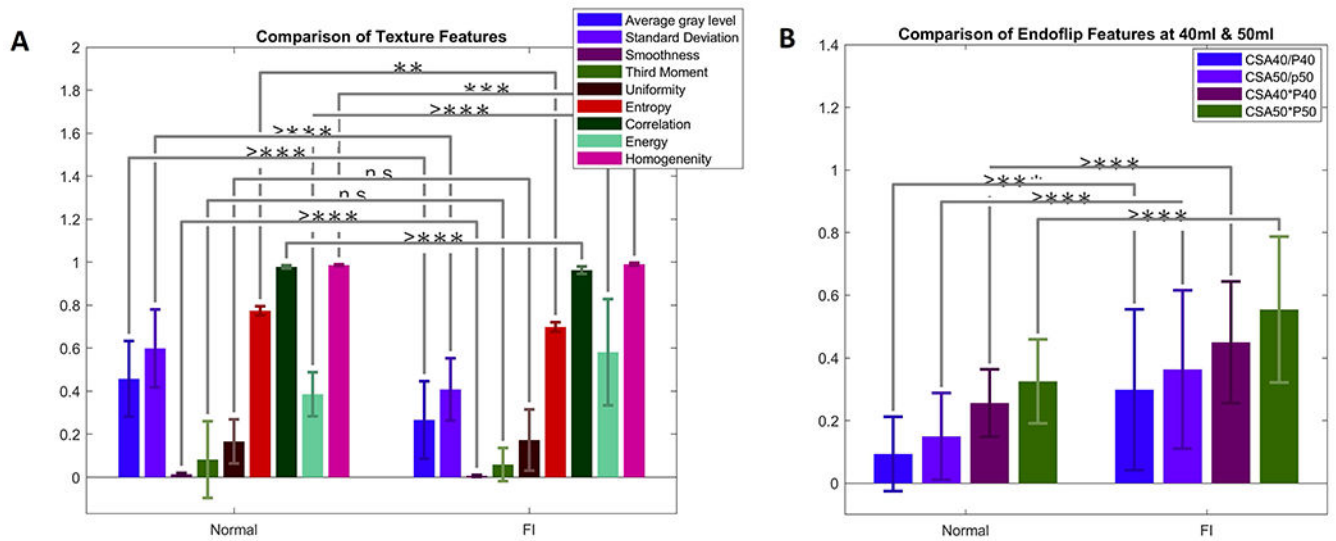 A
Comparison of Texture Features
Average gray level
Standard Deviation
Smoothness
Third Moment
Uniformity
Entropy
Correlation
Energy
Homogenenity
2
1.8
1.6
1.4
1.2
1
0.8
0.6
0.4
0.2
0
**
***
>***
>***
>***
n.s
n.s
>***
>***
Normal
FI
B
Comparison of Endoflip Features at 40ml & 50ml
CSA40/P40
CSA50/p50
CSA40*P40
CSA50*P50
1.4
1.2
1
0.8
0.6
0.4
0.2
0
>***
>***
>***
>***
Normal
FI